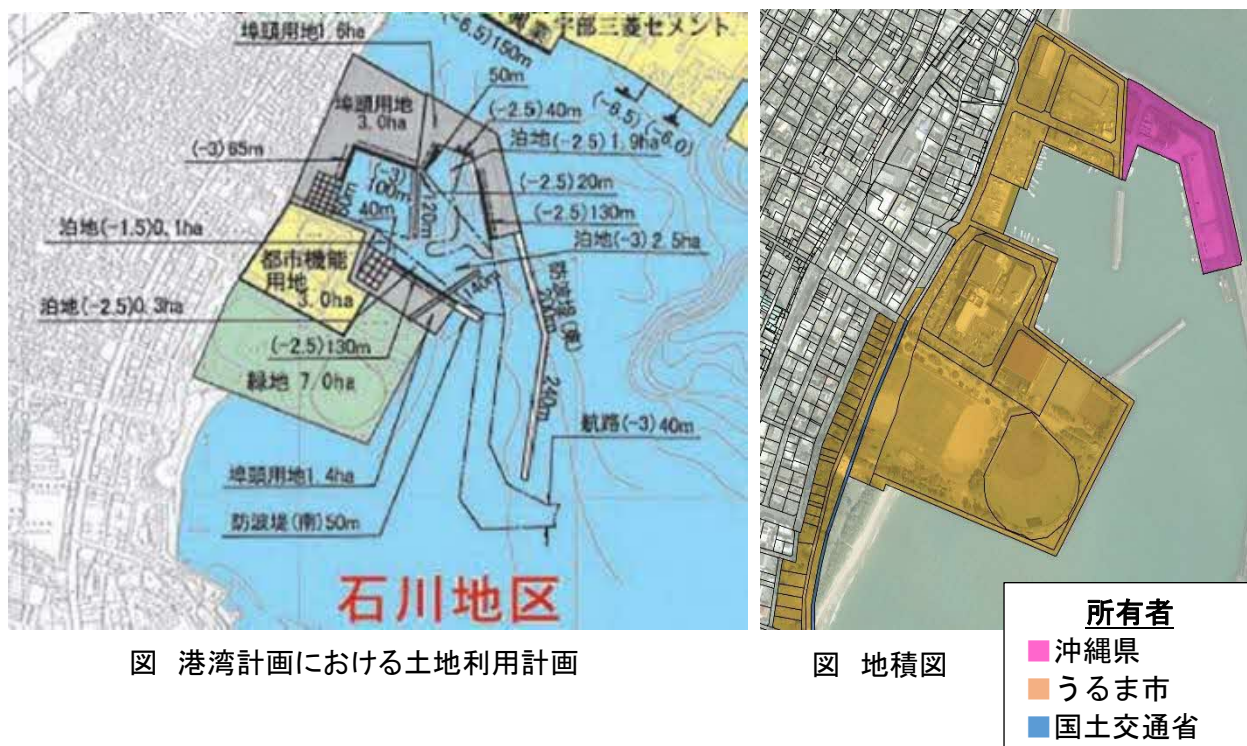 宇部三菱セメント
(-6.5)150m
埠頭用地1.6ha
50m
(-6.5)(-6.0)
埠頭用地
3.0ha
(-2.5)40m
泊地(-2.5)1.9ha
(-3)65m
(-3)
100m
(-2.5)20m
40m
120m
(-2.5)130m
泊地(-1.5)0.1ha
泊地(-3)2.5ha
都市機能
用地
3.0ha
140m
防波堤(東)
200m
泊地(-2.5)0.3ha
(-2.5)130m
緑地 7.0ha
240m
航路(-3)40m
埠頭用地1.4ha
防波堤(南)50m
石川地区
図 港湾計画における土地利用計画
図 地積図
所有者
沖縄県
うるま市
国土交通省